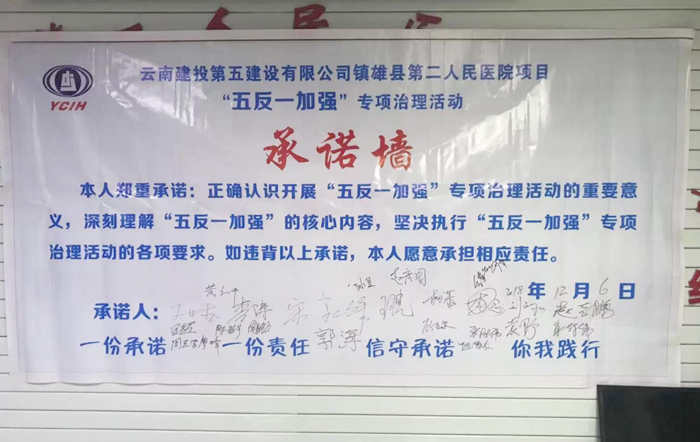 YCIH
云南建投第五建设有限公司镇雄县第二人民医院项目
“五反一加强”专项治理活动
承诺墙
本人郑重承诺：正确认识开展“五反一加强”专项治理活动的重要意
义，深刻理解“五反一加强”的核心内容，坚决执行“五反一加强”专项
治理活动的各项要求。如违背以上承诺，本人愿意承担相应责任。
承诺人： 年12月6日
一份承诺 一份责任 信守承诺 你我践行